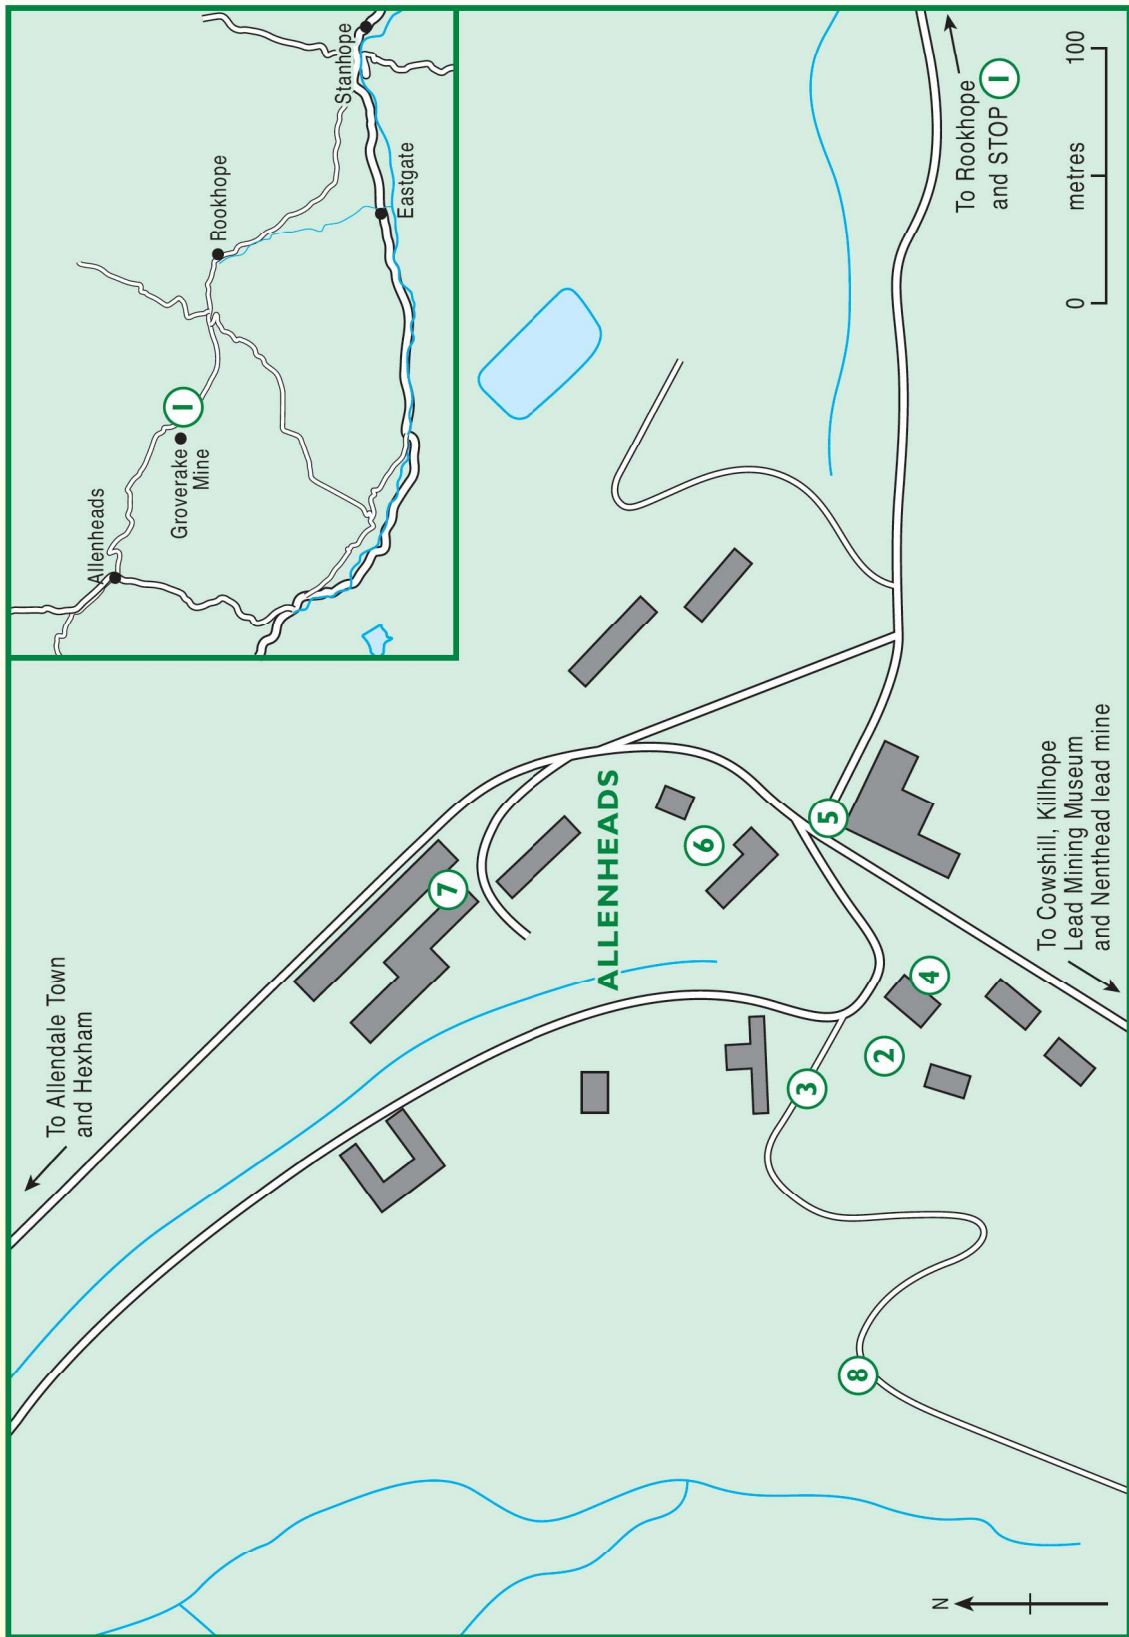 To Allendale Town
and Hexham
Allenheads
Groverake
Mine
1
Rookhope
Stanhope
Eastgate
7
ALLENHEADS
6
3
5
8
2
4
N
To Rookhope
and STOP 1
To Cowshill, Killhope
Lead Mining Museum
and Nenthead lead mine
0 metres 100